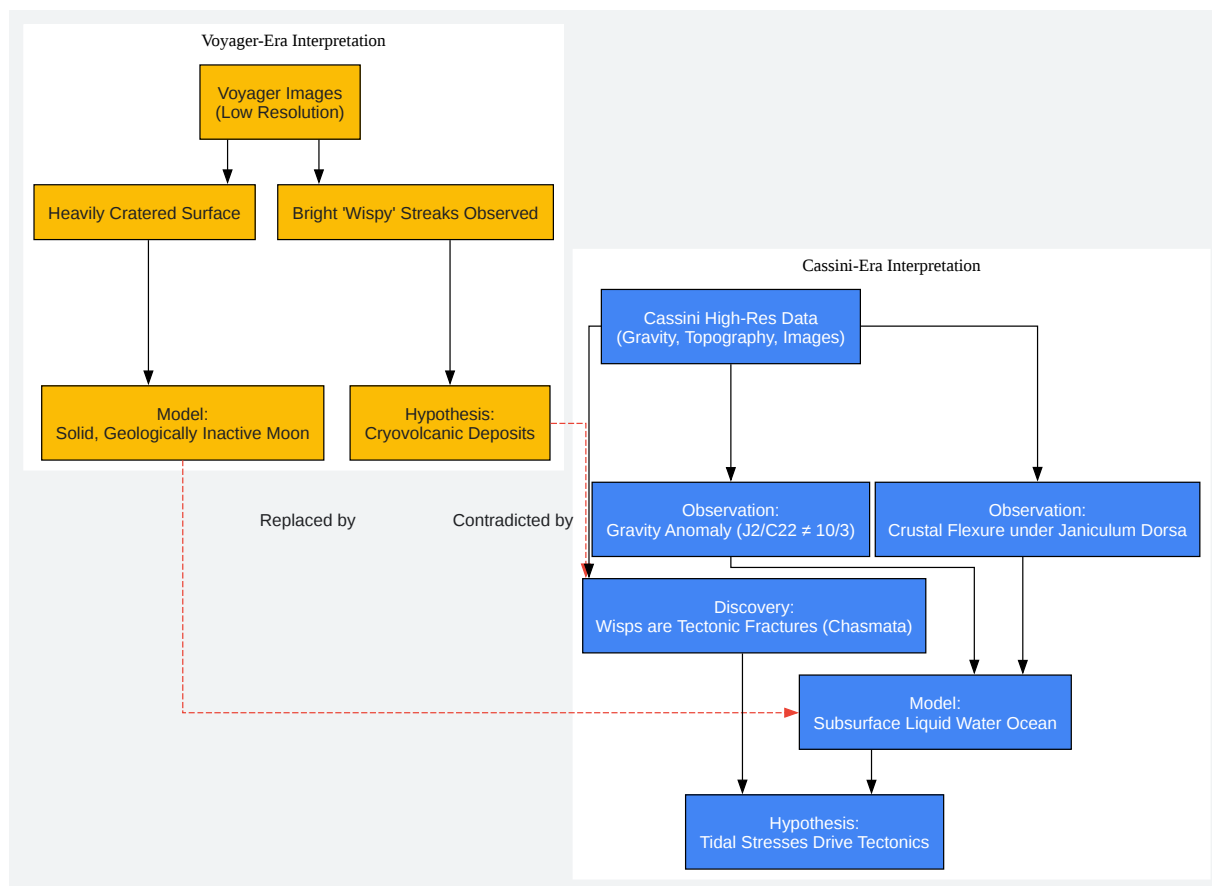 Voyager-Era Interpretation
Voyager Images
(Low Resolution)
Heavily Cratered Surface
Bright 'Wispy' Streaks Observed
Model:
Solid, Geologically Inactive Moon
Hypothesis:
Cryovolcanic Deposits
Replaced by
Contradicted by
Cassini-Era Interpretation
Cassini High-Res Data
(Gravity, Topography, Images)
Observation:
Gravity Anomaly (J2/C22 ≠ 10/3)
Observation:
Crustal Flexure under Janiculum Dorsa
Discovery:
Wisps are Tectonic Fractures (Chasmata)
Model:
Subsurface Liquid Water Ocean
Hypothesis:
Tidal Stresses Drive Tectonics